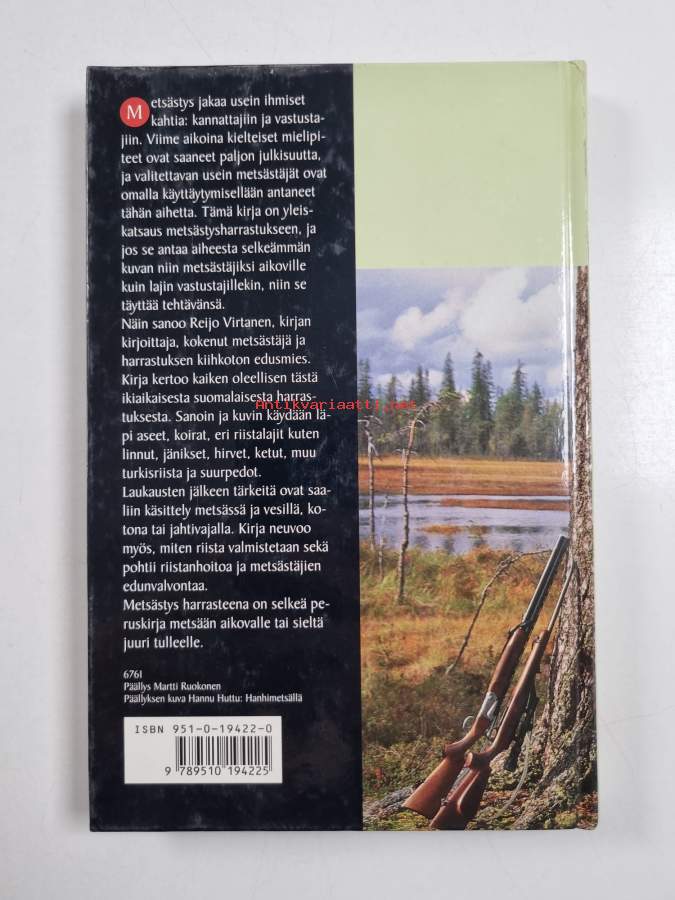 Metsästys jakaa usein ihmiset
kahtia: kannattajiin ja vastusta-
jiin. Viime aikoina kielteiset mielipi-
teet ovat saaneet paljon julkisuutta,
ja valitettavan usein metsästäjät ovat
omalla käyttäytymisellään antaneet
tähän aihetta. Tämä kirja on yleis-
katsaus metsästysharrastukseen, ja
jos se antaa aiheesta selkeämmän
kuvan niin metsästäjiksi aikoville
kuin lajin vastustajillekin, niin se
täyttää tehtävänsä.
Näin sanoo Reijo Virtanen, kirjan
kirjoittaja, kokenut metsästäjä ja
harrastuksen kiihkoton edusmies.
Kirja kertoo kaiken oleellisen tästä
ikiaikaisesta suomalaisesta harras-
tuksesta. Sanoin ja kuvin käydään lä-
pi aseet, koirat, eri riistalajit kuten
linnut, jänikset, hirvet, ketut, muu
turkisriista ja suurpedot.
Laukausten jälkeen tärkeitä ovat saa-
liin käsittely metsässä ja vesillä, ko-
tona tai jahtivajalla. Kirja neuvoo
myös, miten riista valmistetaan sekä
pohtii riistanhoitoa ja metsästäjien
edunvalvontaa.
Metsästys harrasteena on selkeä pe-
ruskirja metsään aikovalle tai sieltä
juuri tulleelle.
Antikvariaatti.net
6761
Päällys Martti Ruokonen
Päällyksen kuva Hannu Huttu: Hanhimetsällä
ISBN 951-0-19422-0
9 789510 194225